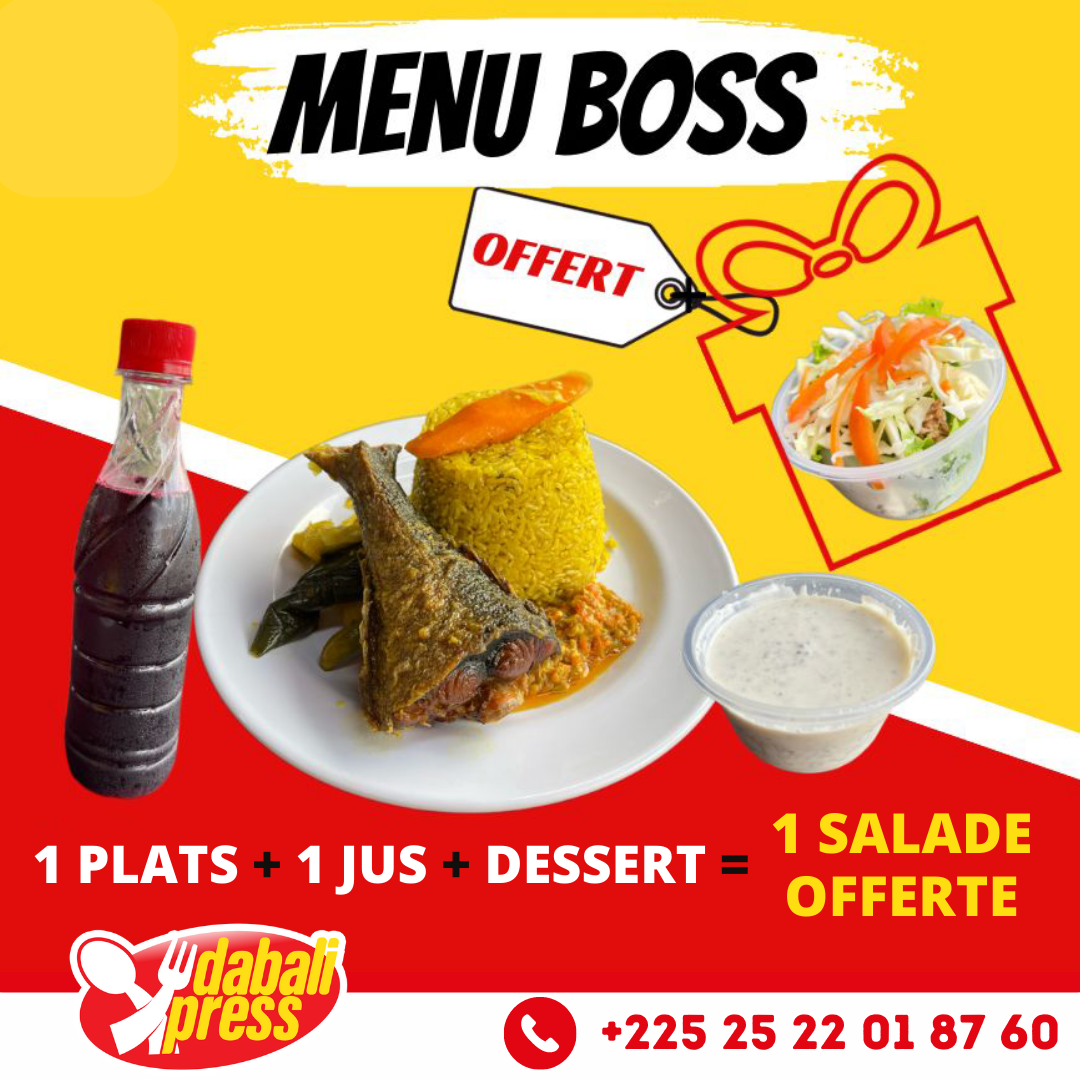 MENU BOSS
OFFERT
+
1 PLATS + 1 JUS + DESSERT =
1 SALADE
OFFERTE
dabali
press
+225 25 22 01 87 60